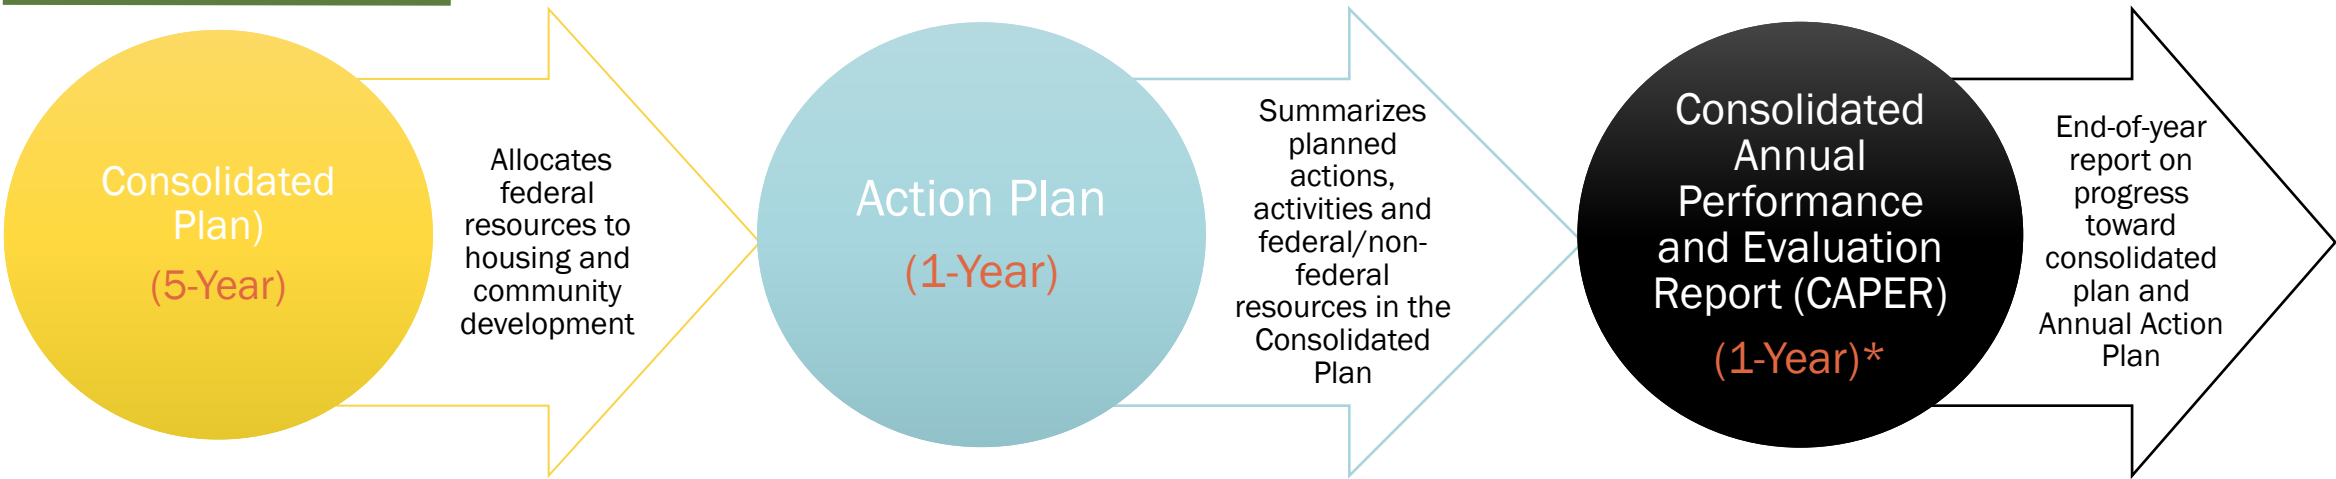 Consolidated
Plan)
(5-Year)
Allocates
federal
resources to
housing and
community
development
Action Plan
(1-Year)
Summarizes
planned
actions,
activities and
federal/non-
federal
resources in the
Consolidated
Plan
Consolidated
Annual
Performance
and Evaluation
Report (CAPER)
(1-Year)*
End-of-year
report on
progress
toward
consolidated
plan and
Annual Action
Plan